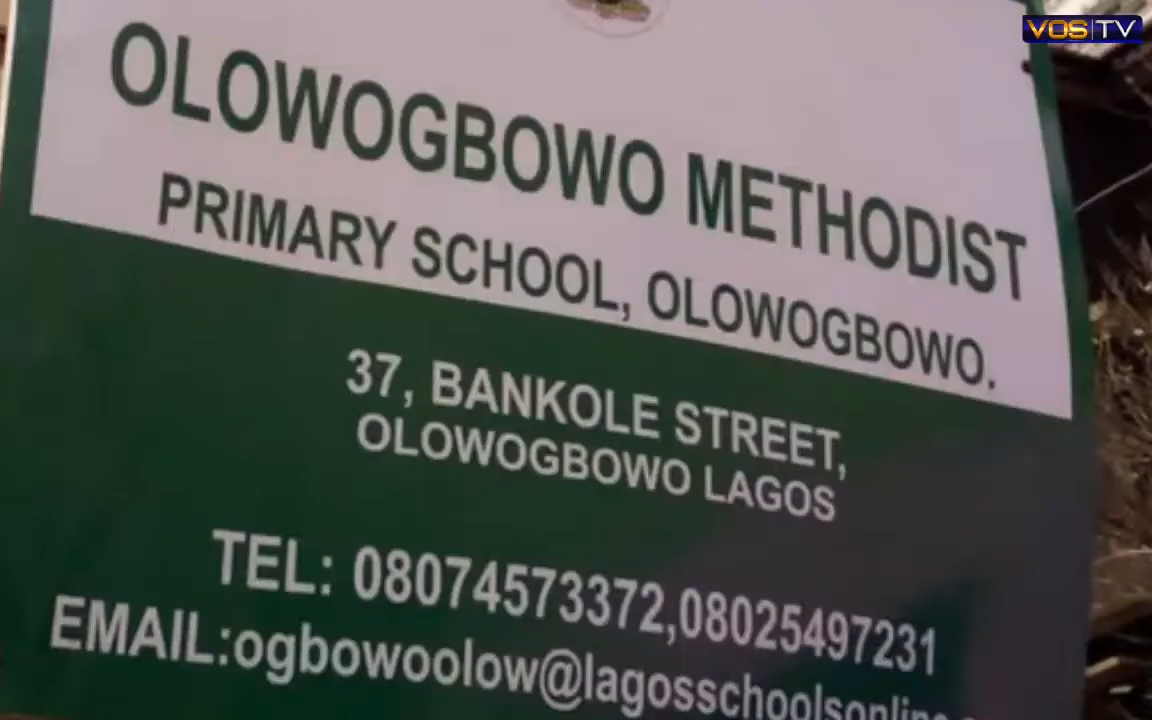 VOS TV
OLOWOGBOWO METHODIST
PRIMARY SCHOOL, OLOWOGBOWO.
37, BANKOLE STREET,
OLOWOGBOWO LAGOS
TEL: 08074573372,08025497231
EMAIL:ogbowoolow@lagosschoolsonline